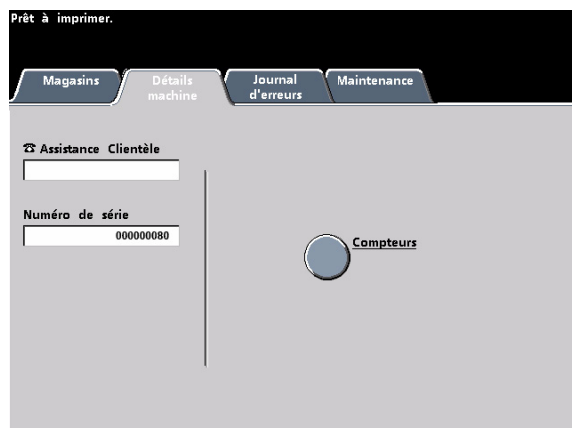 Prêt à imprimer.
Magasins
Détails
machine
Journal
d'erreurs
Maintenance
☎ Assistance Clientèle
Numéro de série
000000080
Compteurs